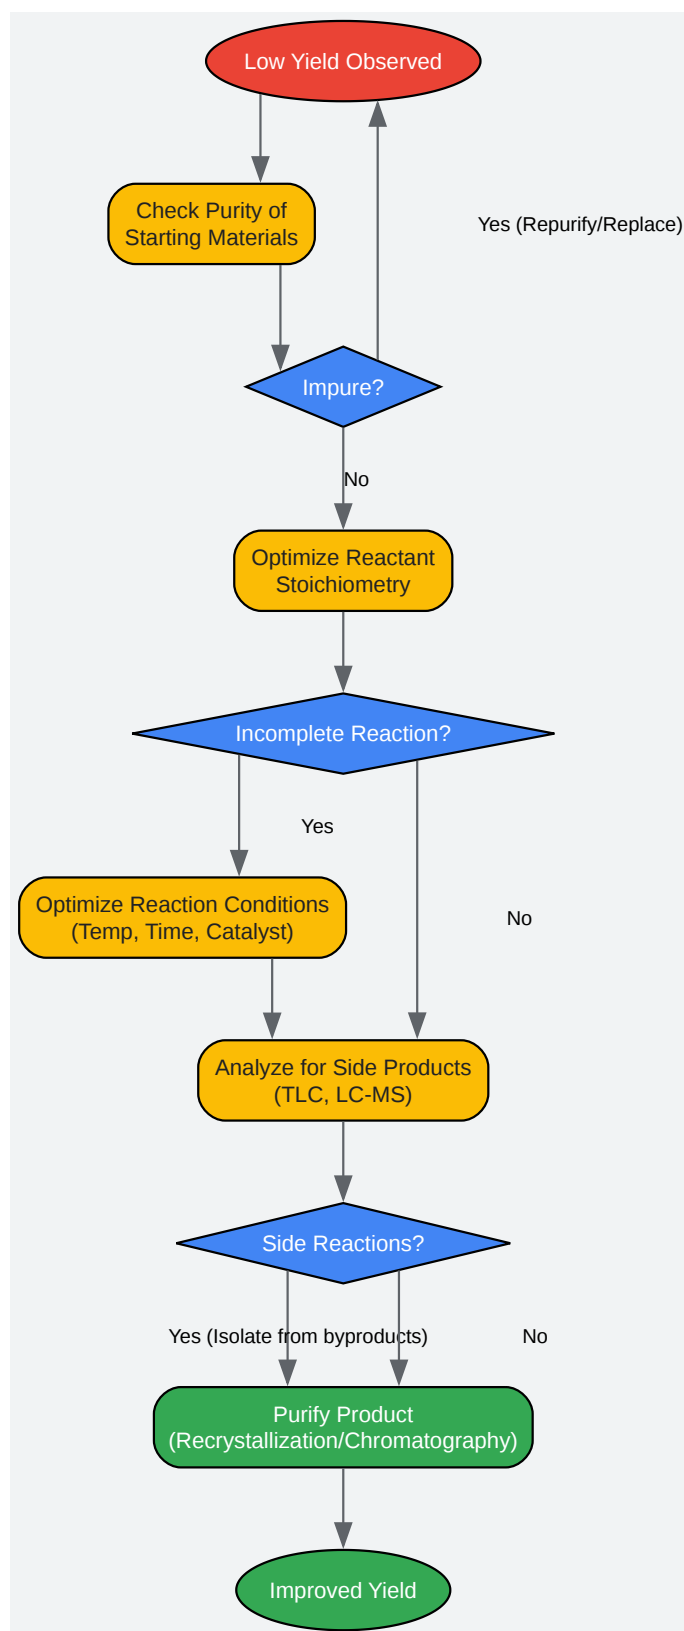 Low Yield Observed
Check Purity of
Starting Materials
Yes (Repurify/Replace)
Impure?
No
Optimize Reactant
Stoichiometry
Incomplete Reaction?
Yes
Optimize Reaction Conditions
(Temp, Time, Catalyst)
No
Analyze for Side Products
(TLC, LC-MS)
Side Reactions?
Yes (Isolate from byproducts)
No
Purify Product
(Recrystallization/Chromatography)
Improved Yield